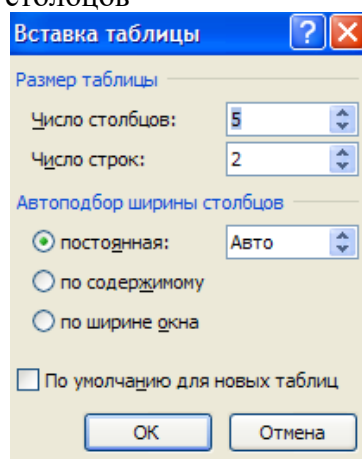 столбцов
Вставка таблицы
Размер таблицы
Число столбцов: 5
Число строк: 2
Автоподбор ширины столбцов
постоянная: Авто
по содержимому
по ширине окна
По умолчанию для новых таблиц
ОК Отмена